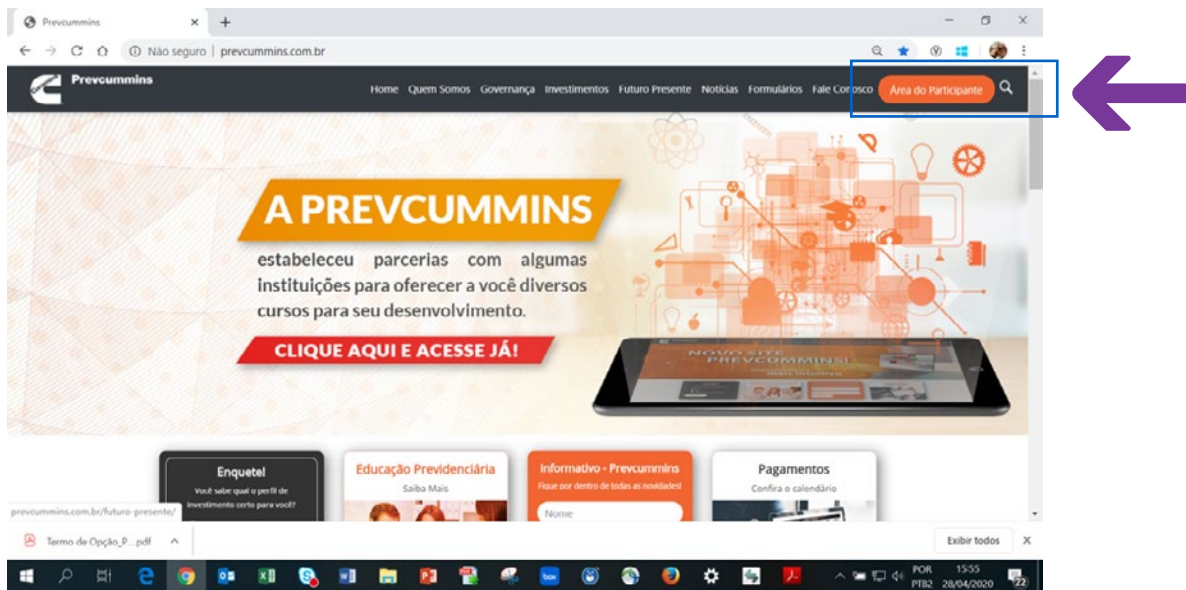 Prevcummins
Não seguro | prevcummins.com.br
Prevcummins
Home Quem Somos Governança Investimentos Futuro Presente Notícias Formulários Fale Conosco Área do Participante
A PREVCUMMINS
estabeleceu parcerias com algumas
instituições para oferecer a você diversos
cursos para seu desenvolvimento.
CLIQUE AQUI E ACESSE JÁ!
NOVO SITE
PREVCUMMINS!
Enquete!
Você sabe qual o perfil de
investimento certo para você?
Educação Previdenciária
Saiba Mais
Informativo - Prevcummins
Fique por dentro de todas as novidades!
Nome
Pagamentos
Confira o calendário
prevcummins.com.br/futuro-presente/
Termo de Opção_P....pdf
Exibir todos
box
POR
PTB2
15:55
28/04/2020
22